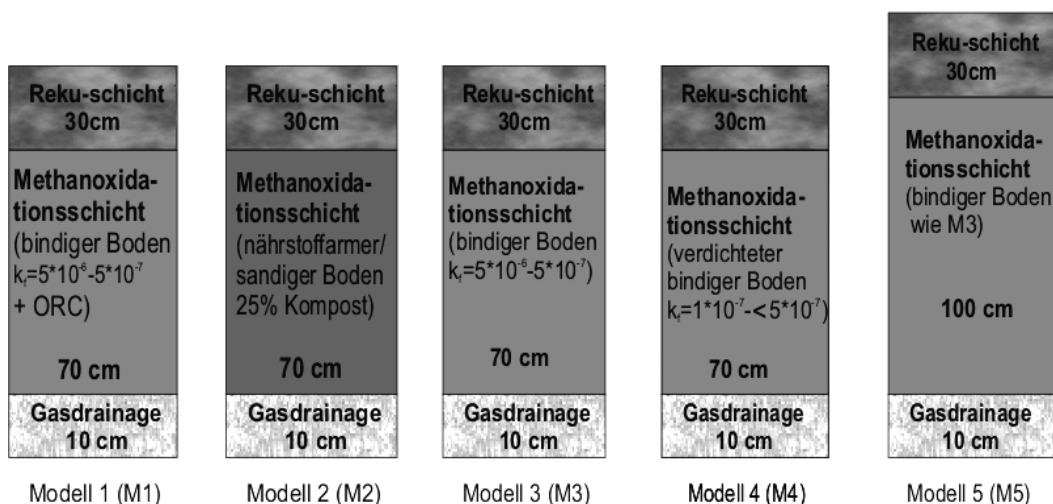 Reku-schicht
30cm
Methanoxida-
tionsschicht
(bindiger Boden
kf=5*10-6-5*10-7
+ ORC)
70 cm
Gasdrainage
10 cm
Modell 1 (M1)
Reku-schicht
30cm
Methanoxida-
tionsschicht
(nährstoffarmer/
sandiger Boden
25% Kompost)
70 cm
Gasdrainage
10 cm
Modell 2 (M2)
Reku-schicht
30cm
Methanoxida-
tionsschicht
(bindiger Boden
kf=5*10-6-5*10-7)
70 cm
Gasdrainage
10 cm
Modell 3 (M3)
Reku-schicht
30cm
Methanoxida-
tionsschicht
(verdichteter
bindiger Boden
kf=1*10-7-<5*10-7)
70 cm
Gasdrainage
10 cm
Modell 4 (M4)
Reku-schicht
30cm
Methanoxida-
tionsschicht
(bindiger Boden
wie M3)
100 cm
Gasdrainage
10 cm
Modell 5 (M5)